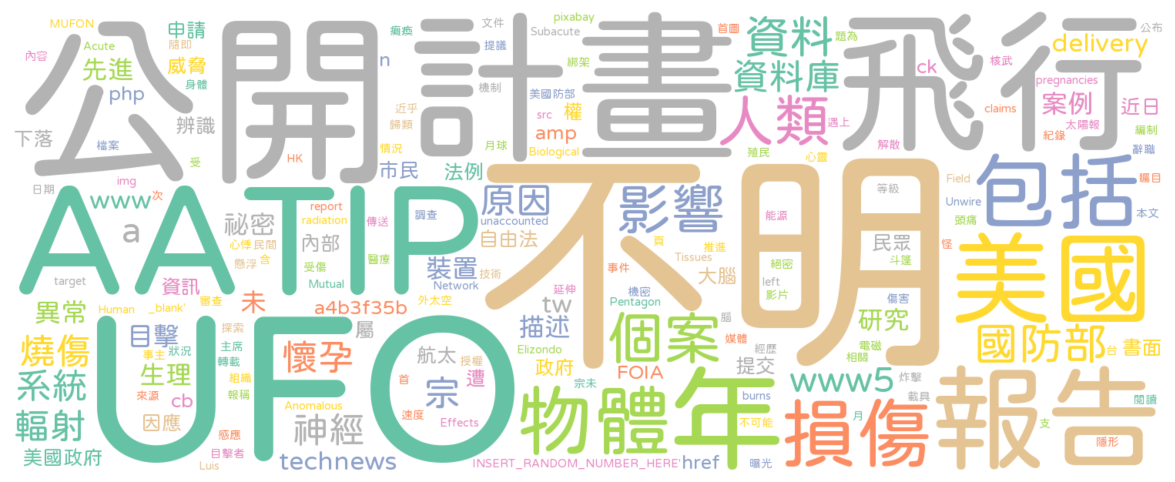 公開計畫
飛行
不明
AATIP
UFO
年
報告
包括
美國
物體
損傷
個案
影響
人類
資料
資料庫
delivery
國防部
書面
研究
www5
FOIA
描述
原因
裝置
自由法
unaccounted
tw
政府
Elizondo
外太空
MUFON
內容
Acute
申請
隨即
先進
威脅
身體
php
辨識
下落
檔案
受
日期
img
HK
www
次
a
祕密
report
radiation
傳送
調查
內部
心悸
民間
懸浮
含
受傷
醫療
Mutual
target
資訊
Human
_blank'
審查
未
a4b3f35b
異常
目擊
探索
屬
燒傷
事主
狀況
主席
轉載
懷孕
航太
授權
系統
生理
組織
報稱
來源
cb
首
宗
遭
速度
Effects
輻射
因應
感應
Anomalous
神經
目擊者
Luis
美國政府
technews
INSERT_RANDOM_NUMBER_HERE'
href
曝光
癱瘓
文件
提議
n
pixabay
Subacute
綁架
機制
近乎
歸類
美國防部
src
權
amp
情況
月球
Biological
市民
法例
首圖
題為
ck
遇上
解散
殖民
心靈
核武
公布
pregnancies
claims
案例
近日
太陽報
紀錄
編制
辭職
等級
Field
矚目
Unwire
本文
頭痛
能源
頁
推進
民眾
怪
斗篷
技術
Network
Tissues
大腦
絕密
left
影片
延伸
事件
機密
Pentagon
傷害
腦
媒體
經歷
電磁
相關
提交
炸擊
載具
burns
不可能
宗未
月
支
台
閱讀
隱形